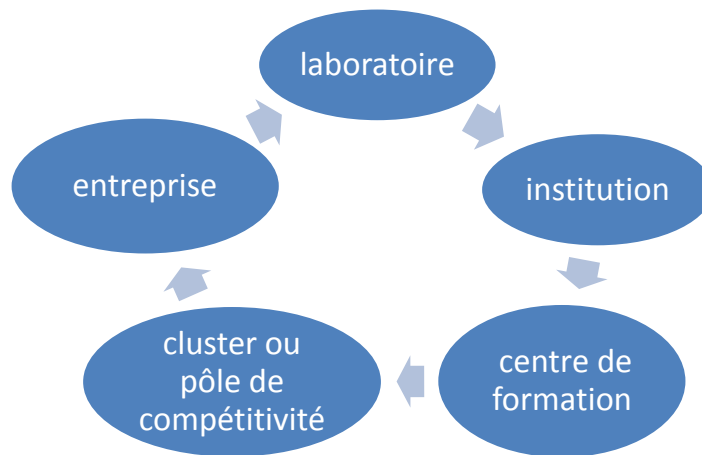 laboratoire
institution
centre de
formation
cluster ou
pôle de
compétitivité
entreprise